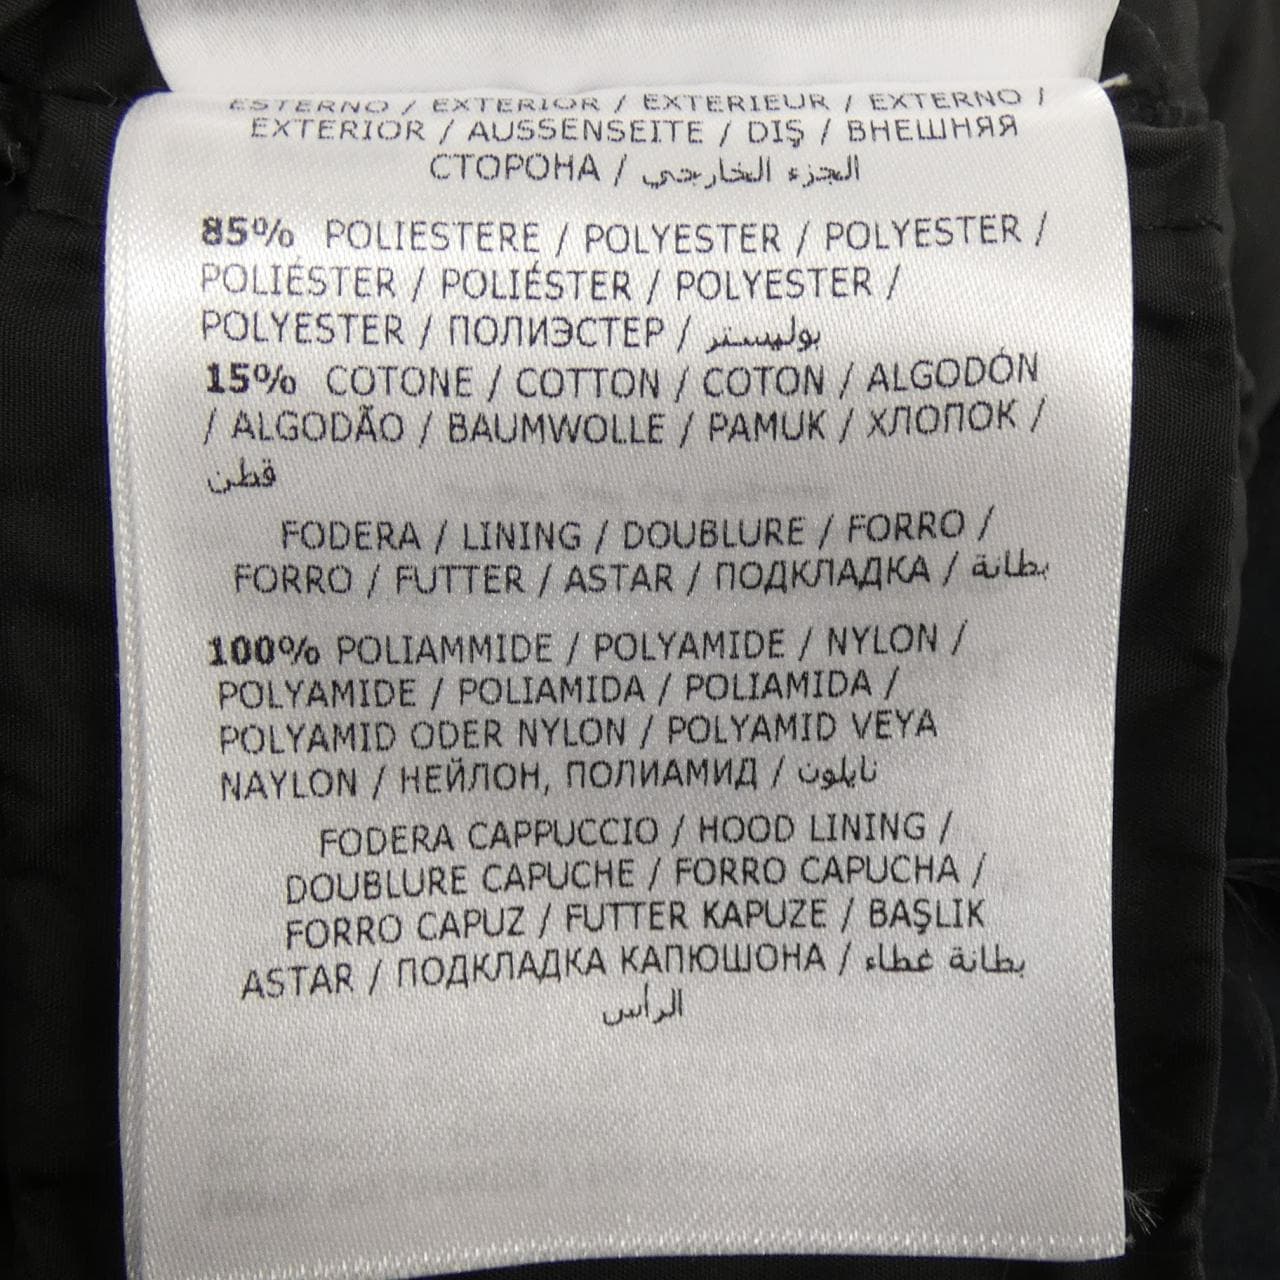 ESTERNO / EXTERIOR / EXTERIEUR / EXTERNO /
EXTERIOR / AUSSENSEITE / DIŞ / ВНЕШНЯЯ
СТОРОНА / الجزء الخارجي
85% POLIESTERE / POLYESTER / POLYESTER /
POLIÉSTER / POLIÉSTER / POLYESTER /
POLYESTER / ПОЛИЭСТЕР / بوليستر
15% COTONE / COTTON / COTON / ALGODÓN
/ ALGODÃO / BAUMWOLLE / PAMUK / ХЛОПОК /
قطن
FODERA / LINING / DOUBLURE / FORRO /
FORRO / FUTTER / ASTAR / ПОДКЛАДКА / بطانة
100% POLIAMMIDE / POLYAMIDE / NYLON /
POLYAMIDE / POLIAMIDA / POLIAMIDA /
POLYAMID ODER NYLON / POLYAMID VEYA
NAYLON / НЕЙЛОН, ПОЛИАМИД / نايلون
FODERA CAPPUCCIO / HOOD LINING /
DOUBLURE CAPUCHE / FORRO CAPUCHA /
FORRO CAPUZ / FUTTER KAPUZE / BAŞLIK
ASTAR / ПОДКЛАДКА КАПЮШОНА / بطانة غطاء
الرأس